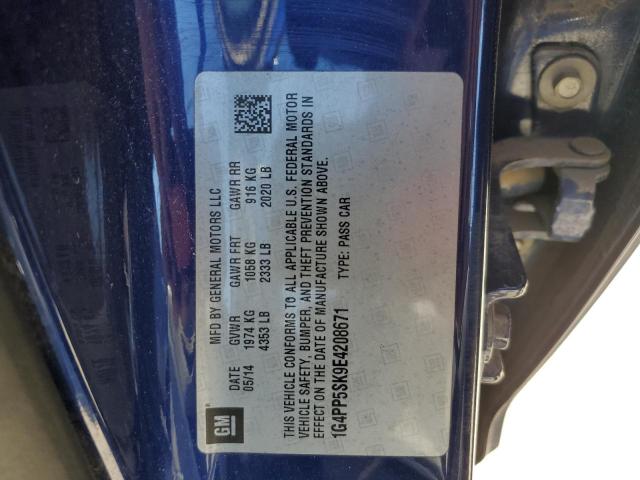 GM
MFD BY GENERAL MOTORS LLC
DATE GVWR GAWR FRT GAWR RR
05/14 1974 KG 1058 KG 916 KG
4353 LB 2333 LB 2020 LB
THIS VEHICLE CONFORMS TO ALL APPLICABLE U.S. FEDERAL MOTOR
VEHICLE SAFETY, BUMPER, AND THEFT PREVENTION STANDARDS IN
EFFECT ON THE DATE OF MANUFACTURE SHOWN ABOVE.
1G4PP5SK9E4208671 TYPE: PASS CAR